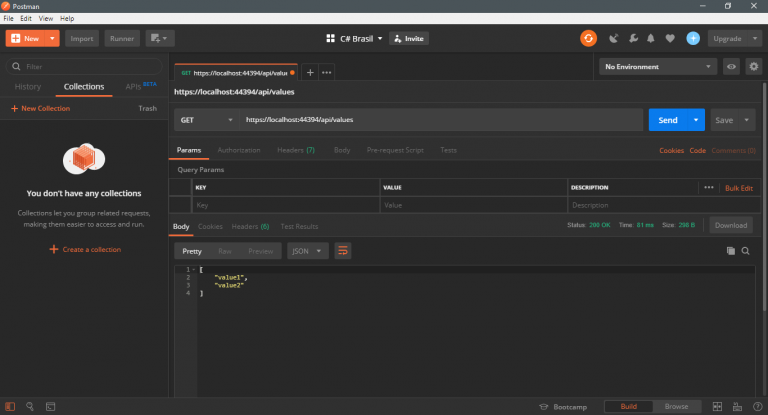 Postman
File Edit View Help
New Import Runner C# Brasil Invite Upgrade
Filter
History Collections APIs BETA
New Collection Trash
You don't have any collections
Collections let you group related requests,
making them easier to access and run.
Create a collection
GET https://localhost:44394/api/value
No Environment
https://localhost:44394/api/values
GET https://localhost:44394/api/values Send Save
Params Authorization Headers (7) Body Pre-request Script Tests Cookies Code Comments (0)
Query Params
KEY VALUE DESCRIPTION Bulk Edit
Key Value Description
Body Cookies Headers (6) Test Results Status: 200 OK Time: 81 ms Size: 298 B Download
Pretty Raw Preview JSON
1 [
2 "value1",
3 "value2"
4 ]
Bootcamp Build Browse